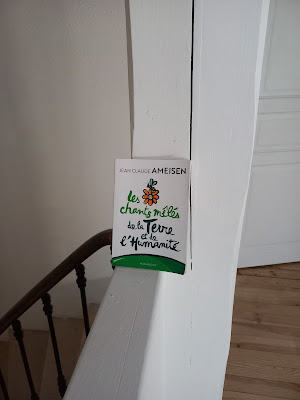 JEAN CLAUDE AMEISEN
Les
chants mêlés
de la Terre
et de
l'Humanité